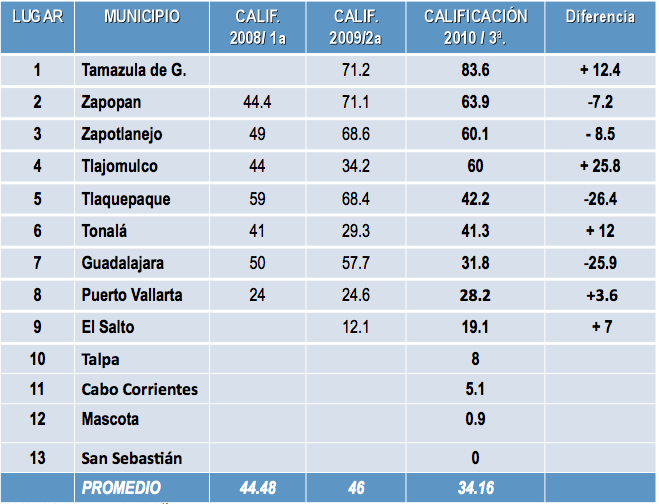 LUGAR MUNICIPIO CALIF. 2008/ 1a CALIF. 2009/2a CALIFICACIÓN 2010 / 3ª. Diferencia
1 Tamazula de G. 71.2 83.6 + 12.4
2 Zapopan 44.4 71.1 63.9 -7.2
3 Zapotlanejo 49 68.6 60.1 - 8.5
4 Tlajomulco 44 34.2 60 + 25.8
5 Tlaquepaque 59 68.4 42.2 -26.4
6 Tonalá 41 29.3 41.3 + 12
7 Guadalajara 50 57.7 31.8 -25.9
8 Puerto Vallarta 24 24.6 28.2 +3.6
9 El Salto 12.1 19.1 + 7
10 Talpa 8
11 Cabo Corrientes 5.1
12 Mascota 0.9
13 San Sebastián 0
PROMEDIO 44.48 46 34.16